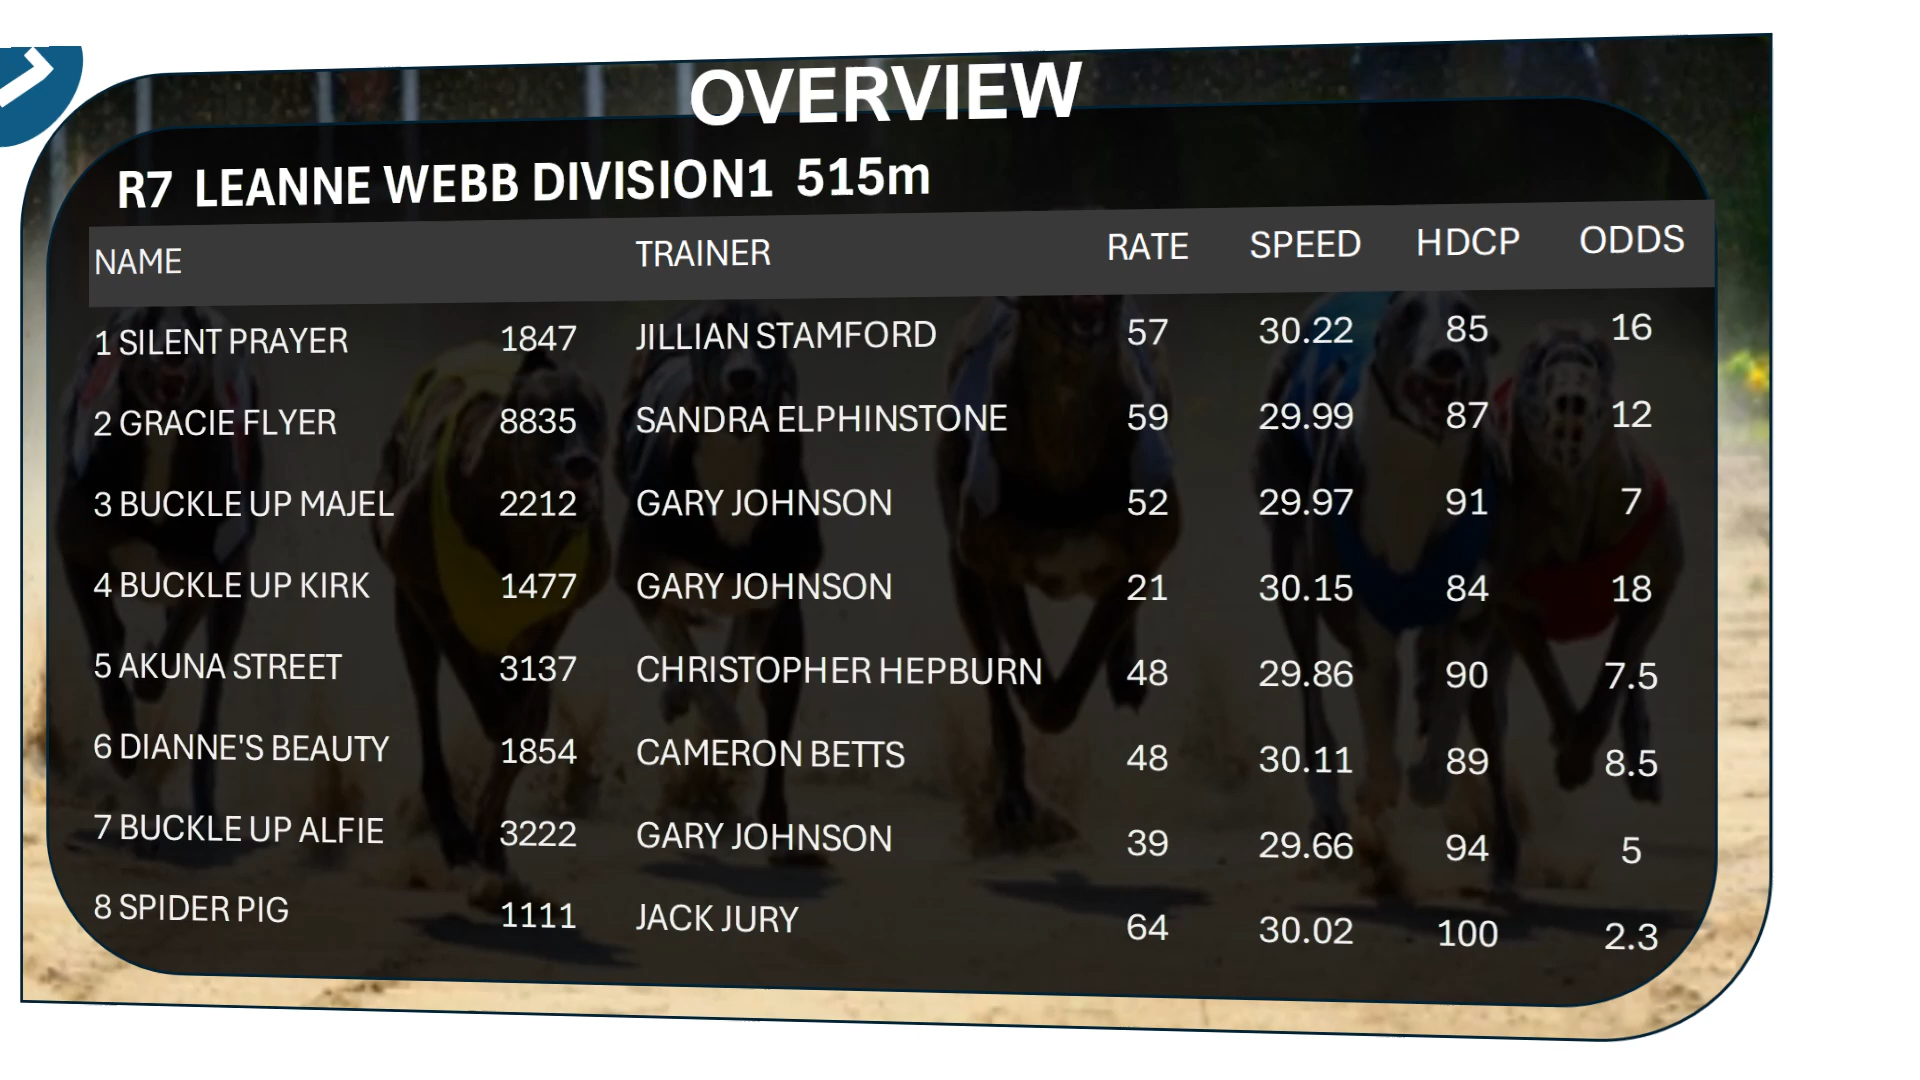 OVERVIEW
R7 LEANNE WEBB DIVISION1 515m
NAME TRAINER RATE SPEED HDCP ODDS
1 SILENT PRAYER 1847 JILLIAN STAMFORD 57 30.22 85 16
2 GRACIE FLYER 8835 SANDRA ELPHINSTONE 59 29.99 87 12
3 BUCKLE UP MAJEL 2212 GARY JOHNSON 52 29.97 91 7
4 BUCKLE UP KIRK 1477 GARY JOHNSON 21 30.15 84 18
5 AKUNA STREET 3137 CHRISTOPHER HEPBURN 48 29.86 90 7.5
6 DIANNE'S BEAUTY 1854 CAMERON BETTS 48 30.11 89 8.5
7 BUCKLE UP ALFIE 3222 GARY JOHNSON 39 29.66 94 5
8 SPIDER PIG 1111 JACK JURY 64 30.02 100 2.3